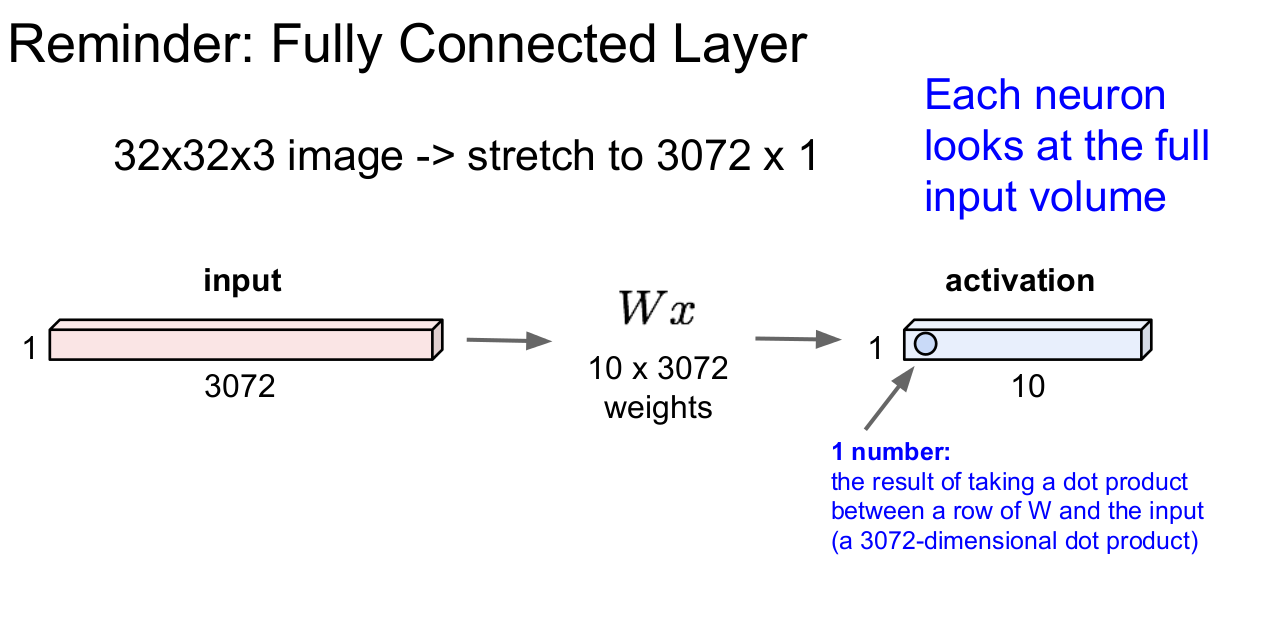 Reminder: Fully Connected Layer
32x32x3 image -> stretch to 3072 x 1
Each neuron
looks at the full
input volume
input
1
3072
Wx
10 x 3072
weights
activation
1
10
1 number:
the result of taking a dot product
between a row of W and the input
(a 3072-dimensional dot product)